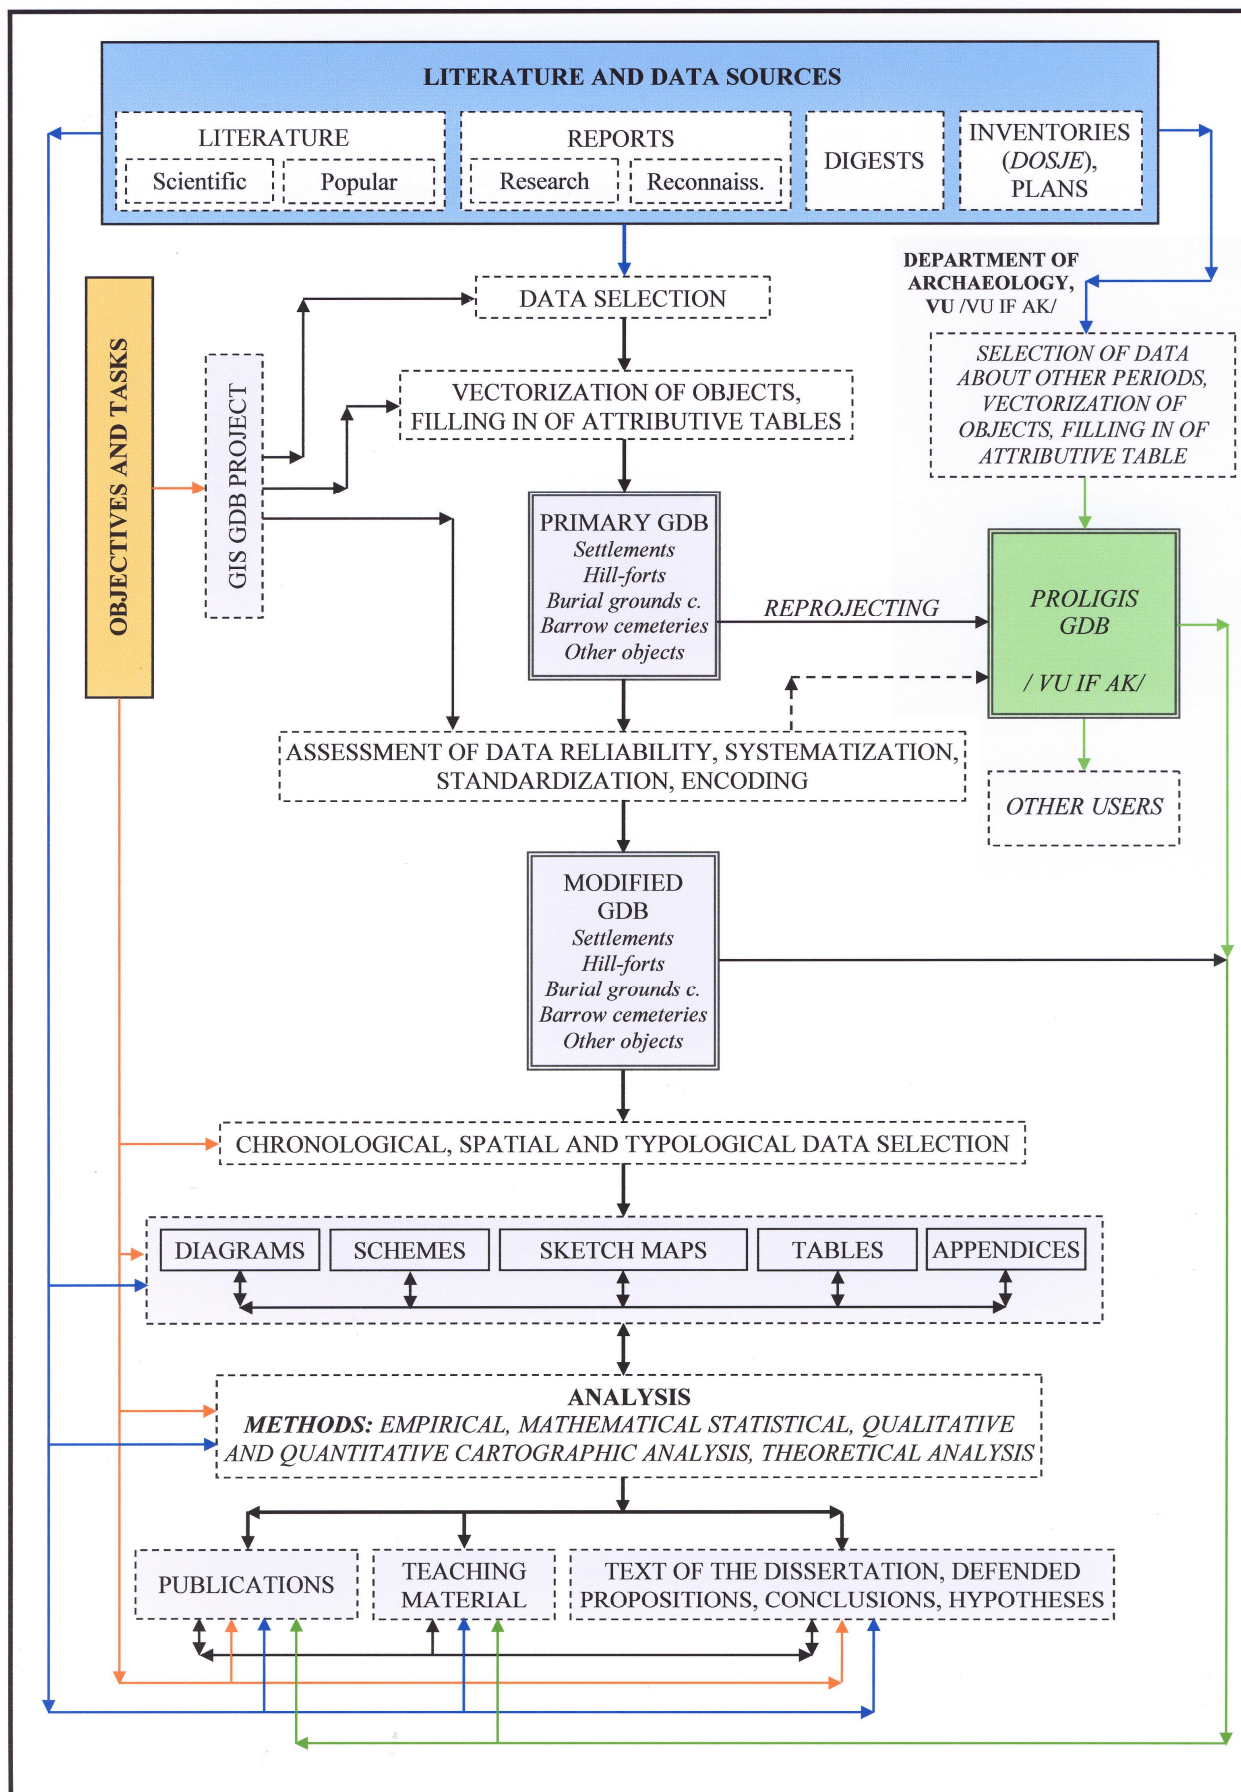 LITERATURE AND DATA SOURCES
LITERATURE
Scientific
Popular
REPORTS
Research
Reconnaiss.
DIGESTS
INVENTORIES
(DOSJE),
PLANS
DEPARTMENT OF
ARCHAEOLOGY,
VU /VU IF AK/
OBJECTIVES AND TASKS
GIS GDB PROJECT
DATA SELECTION
VECTORIZATION OF OBJECTS,
FILLING IN OF ATTRIBUTIVE TABLES
SELECTION OF DATA
ABOUT OTHER PERIODS,
VECTORIZATION OF
OBJECTS, FILLING IN OF
ATTRIBUTIVE TABLE
PRIMARY GDB
Settlements
Hill-forts
Burial grounds c.
Barrow cemeteries
Other objects
REPROJECTING
PROLIGIS
GDB
/ VU IF AK/
ASSESSMENT OF DATA RELIABILITY, SYSTEMATIZATION,
STANDARDIZATION, ENCODING
OTHER USERS
MODIFIED
GDB
Settlements
Hill-forts
Burial grounds c.
Barrow cemeteries
Other objects
CHRONOLOGICAL, SPATIAL AND TYPOLOGICAL DATA SELECTION
DIAGRAMS
SCHEMES
SKETCH MAPS
TABLES
APPENDICES
ANALYSIS
METHODS: EMPIRICAL, MATHEMATICAL STATISTICAL, QUALITATIVE
AND QUANTITATIVE CARTOGRAPHIC ANALYSIS, THEORETICAL ANALYSIS
PUBLICATIONS
TEACHING
MATERIAL
TEXT OF THE DISSERTATION, DEFENDED
PROPOSITIONS, CONCLUSIONS, HYPOTHESES